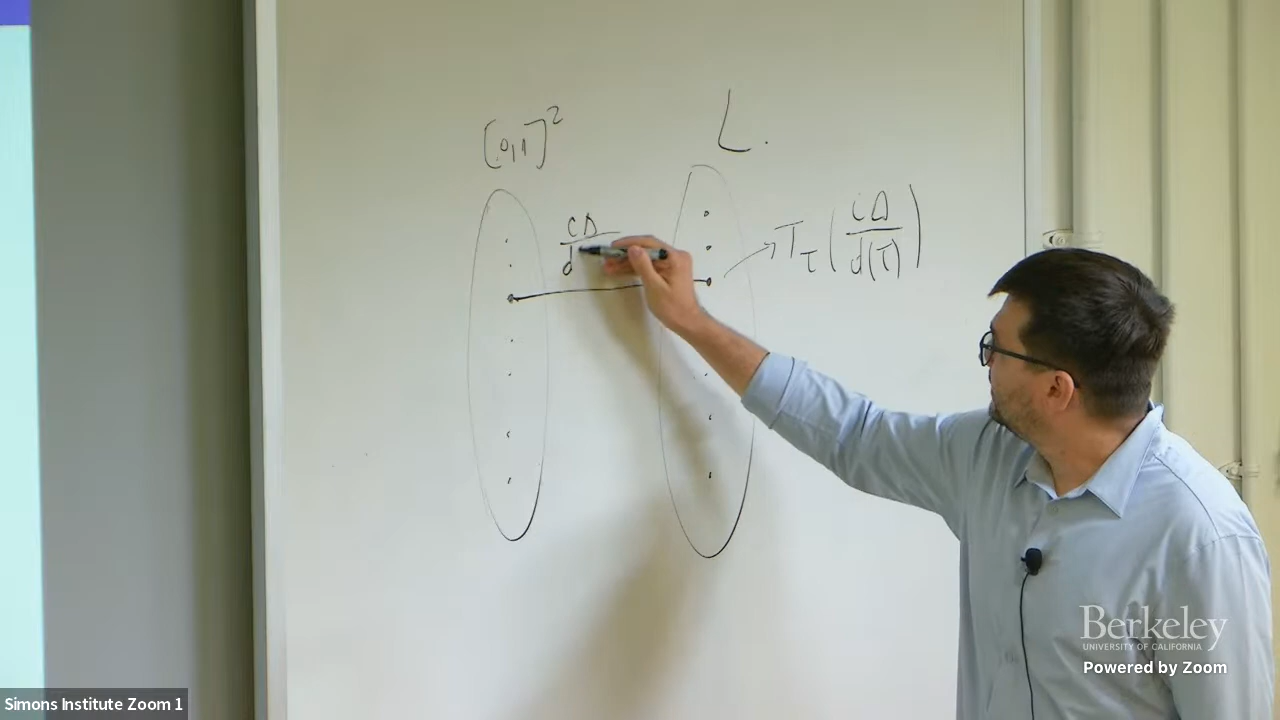 [0,1]²
L.
CΔ
d
T_τ ( CΔ / d(τ) )
Berkeley
UNIVERSITY OF CALIFORNIA
Powered by Zoom
Simons Institute Zoom 1